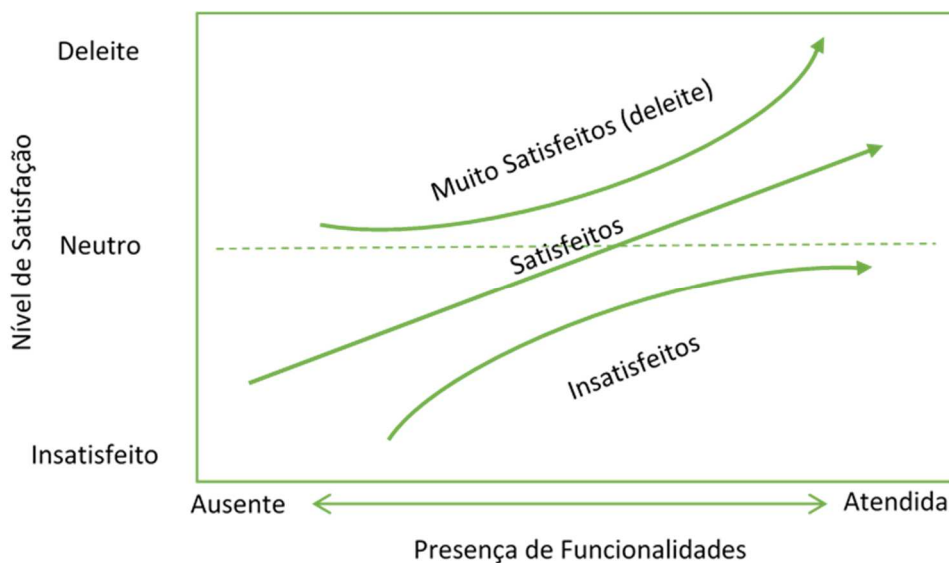 Deleite
Muito Satisfeitos (deleite)
Nível de Satisfação
Neutro
Satisfeitos
Insatisfeitos
Insatisfeito
Ausente
Atendida
Presença de Funcionalidades